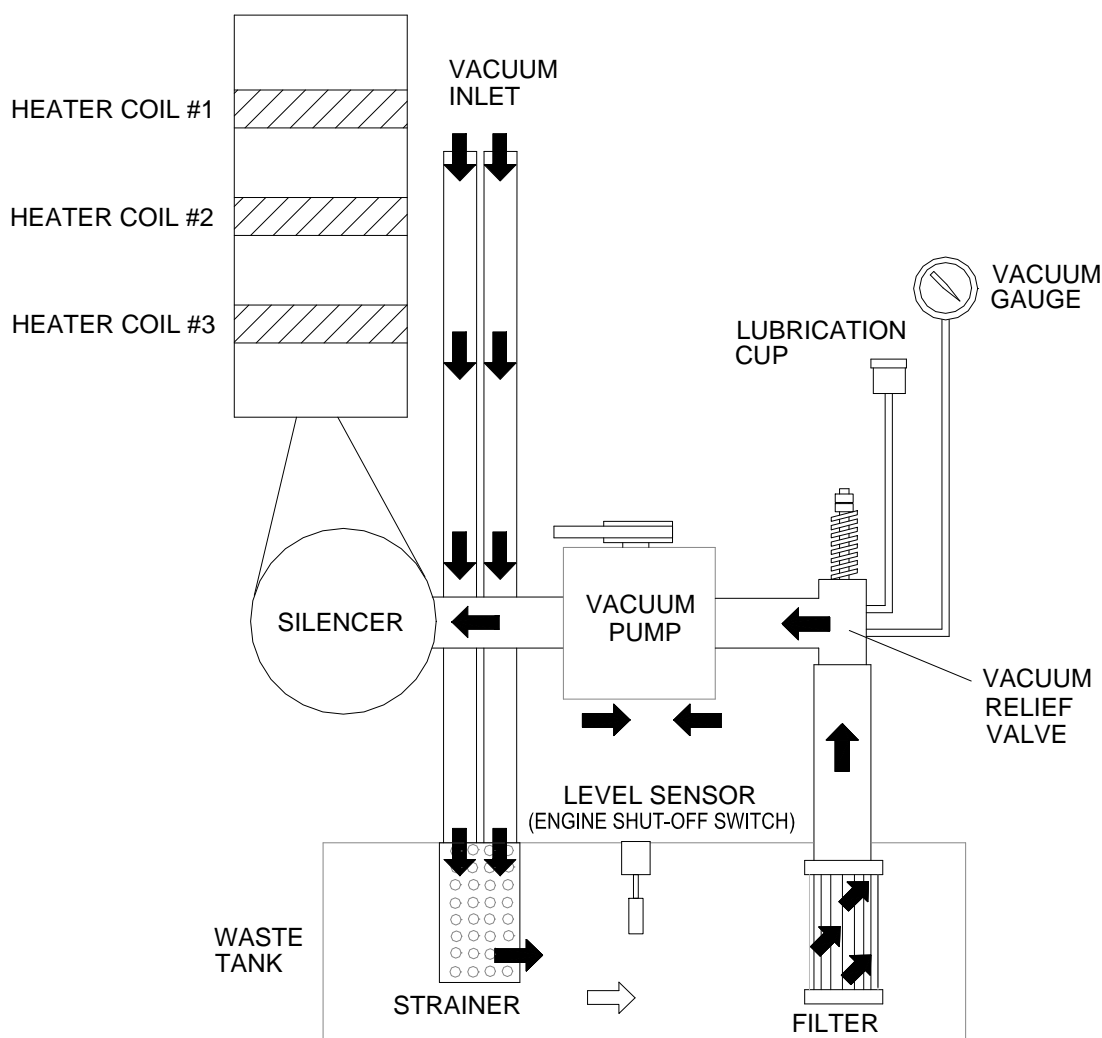 VACUUM
INLET
HEATER COIL #1
HEATER COIL #2
HEATER COIL #3
VACUUM
GAUGE
LUBRICATION
CUP
SILENCER
VACUUM
PUMP
VACUUM
RELIEF
VALVE
LEVEL SENSOR
(ENGINE SHUT-OFF SWITCH)
WASTE
TANK
STRAINER
FILTER